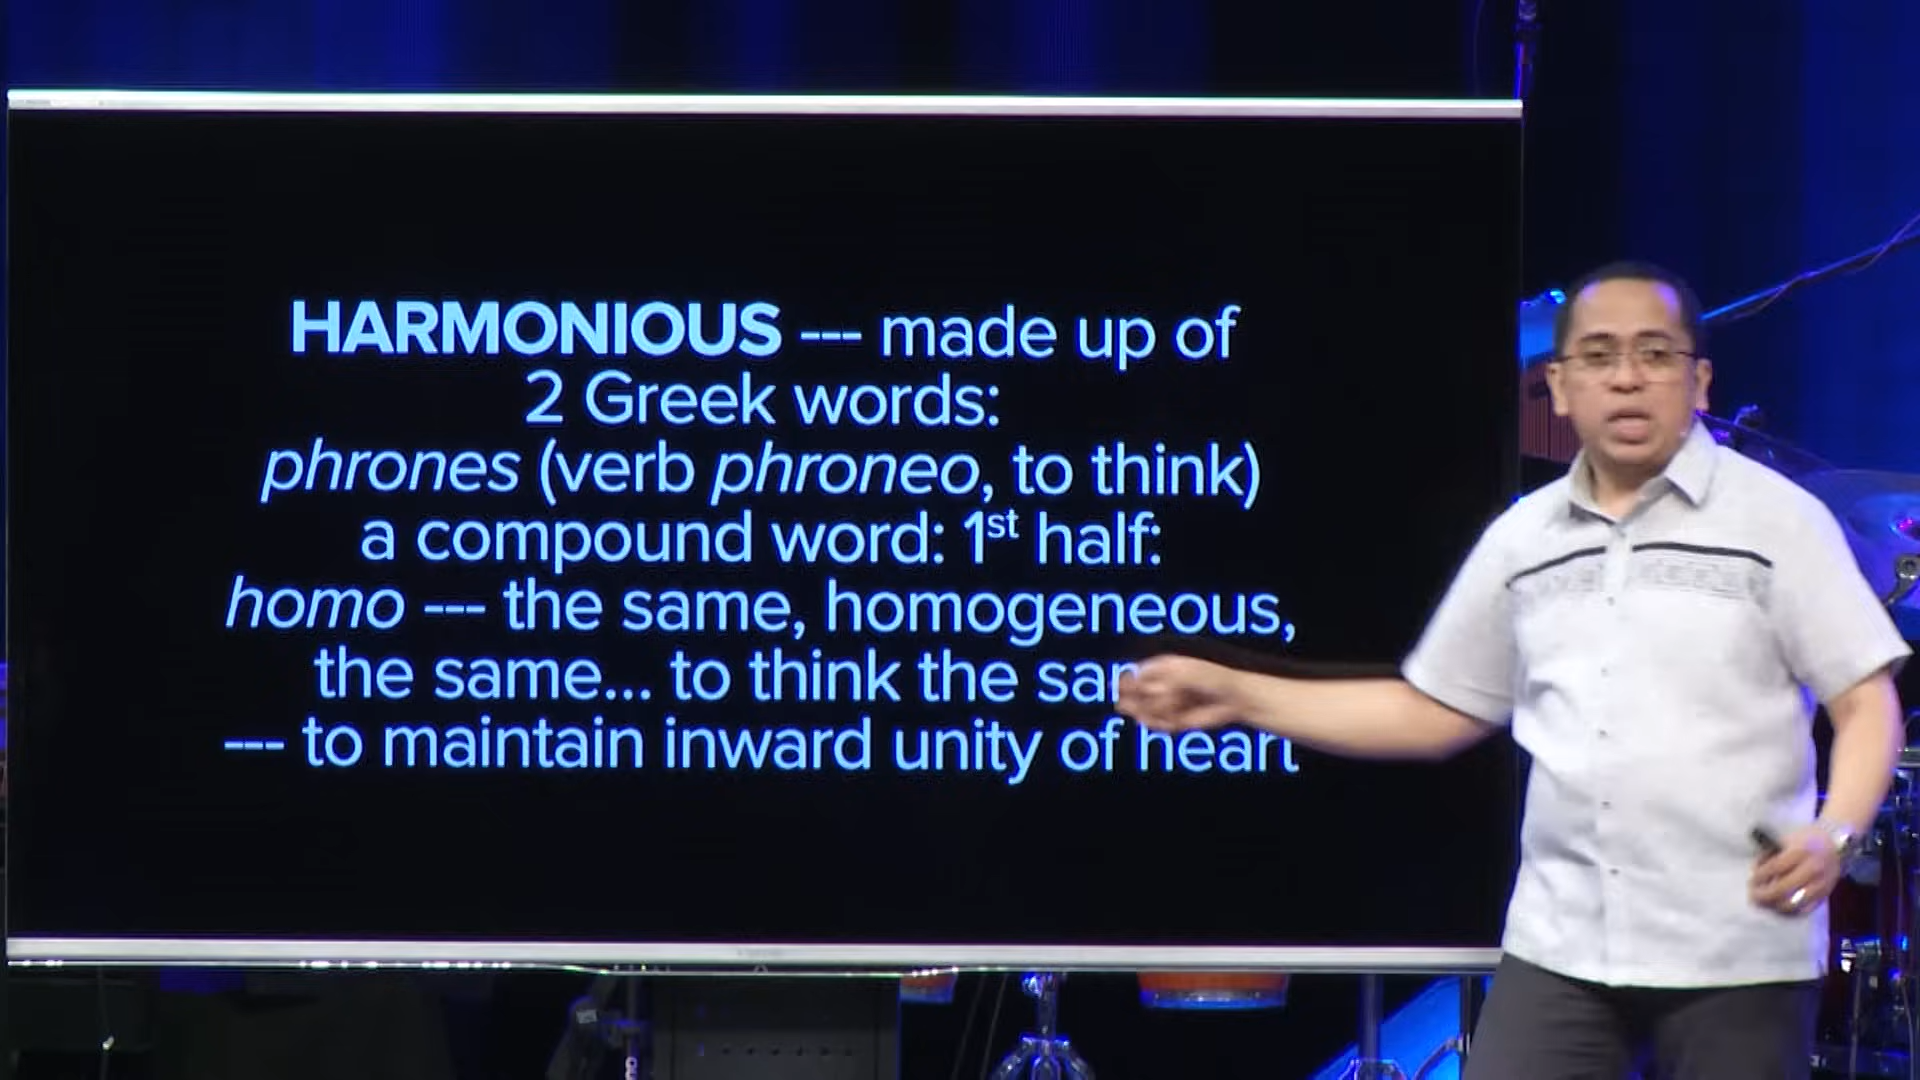 HARMONIOUS --- made up of
2 Greek words:
phrones (verb phroneo, to think)
a compound word: 1st half:
homo --- the same, homogeneous,
the same... to think the
--- to maintain inward unity of heart